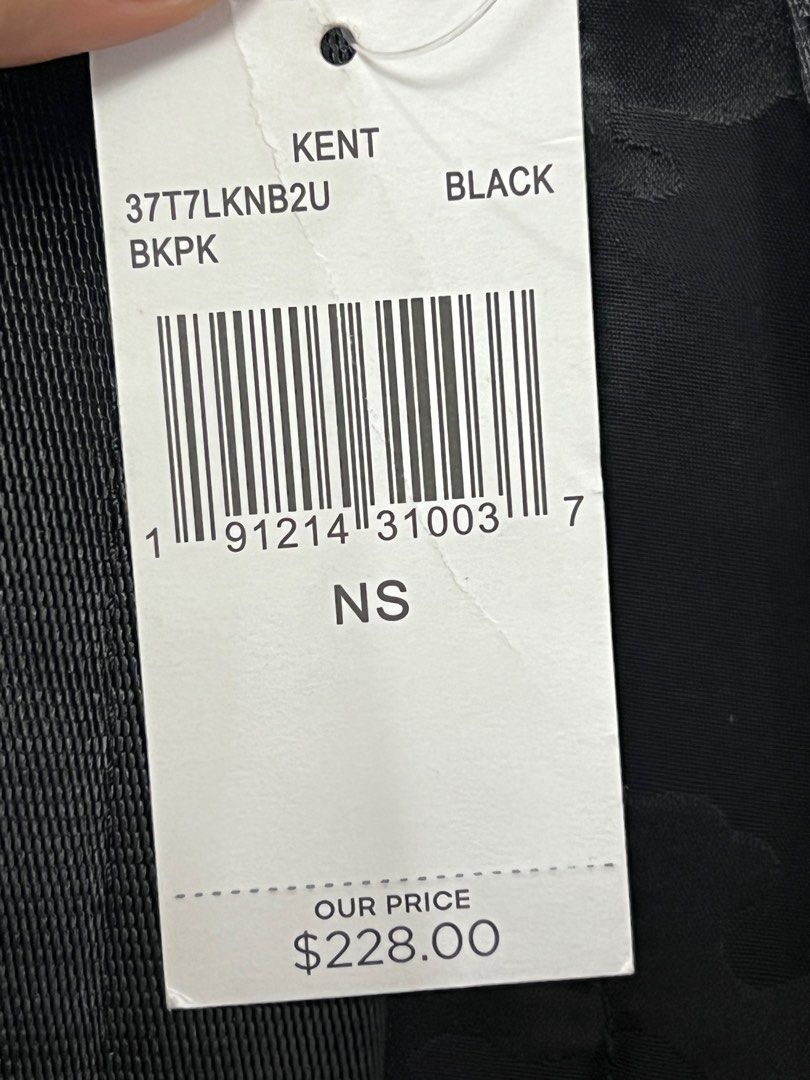 KENT
37T7LKNB2U BLACK
BKPK
1 91214 31003 7
NS
OUR PRICE
$228.00